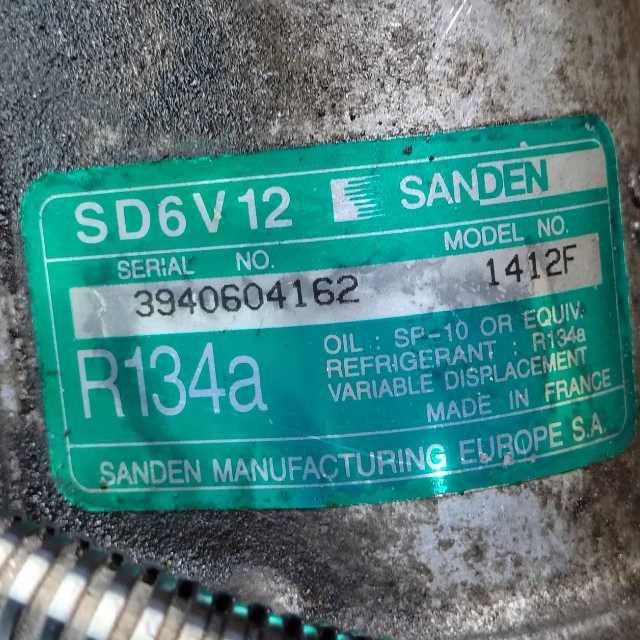 SD6V12 SANDEN
SERIAL NO. MODEL NO.
3940604162 1412F
R134a
OIL : SP-10 OR EQUIV.
REFRIGERANT : R134a
VARIABLE DISPLACEMENT
MADE IN FRANCE
SANDEN MANUFACTURING EUROPE S.A.